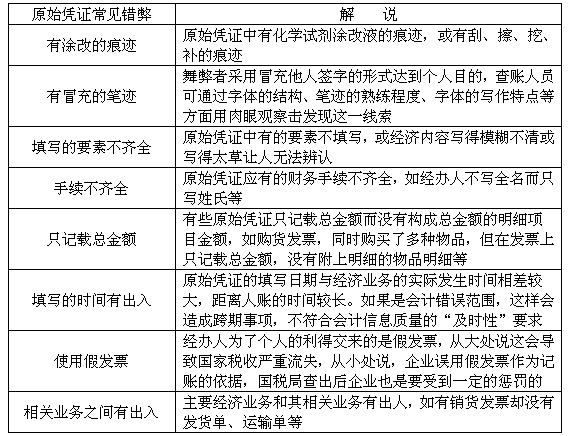 原始凭证常见错弊 解 说
有涂改的痕迹
原始凭证中有化学试剂涂改液的痕迹，或有刮、擦、挖、
补的痕迹
有冒充的笔迹
舞弊者采用冒充他人签字的形式达到个人目的，查账人员
可通过字体的结构、笔迹的熟练程度、字体的写作特点等
方面用肉眼观察击发现这一线索
填写的要素不齐全
原始凭证中有的要素不填写，或经济内容写得模糊不清或
写得太草让人无法辨认
手续不齐全
原始凭证应有的财务手续不齐全，如经办人不写全名而只
写姓氏等
只记载总金额
有些原始凭证只记载总金额而没有构成总金额的明细项
目金额，如购货发票，同时购买了多种物品，但在发票上
只记载总金额，没有附上明细的物品明细等
填写的时间有出入
原始凭证的填写日期与经济业务的实际发生时间相差较
大，距离人账的时间较长。如果是会计错误范围，这样会
造成跨期事项，不符合会计信息质量的“及时性”要求
使用假发票
经办人为了个人的利得交来的是假发票，从大处说这会导
致国家税收严重流失，从小处说，企业误用假发票作为记
账的依据，国税局查出后企业也是要受到一定的惩罚的
相关业务之间有出入
主要经济业务和其相关业务有出人，如有销货发票却没有
发货单、运输单等